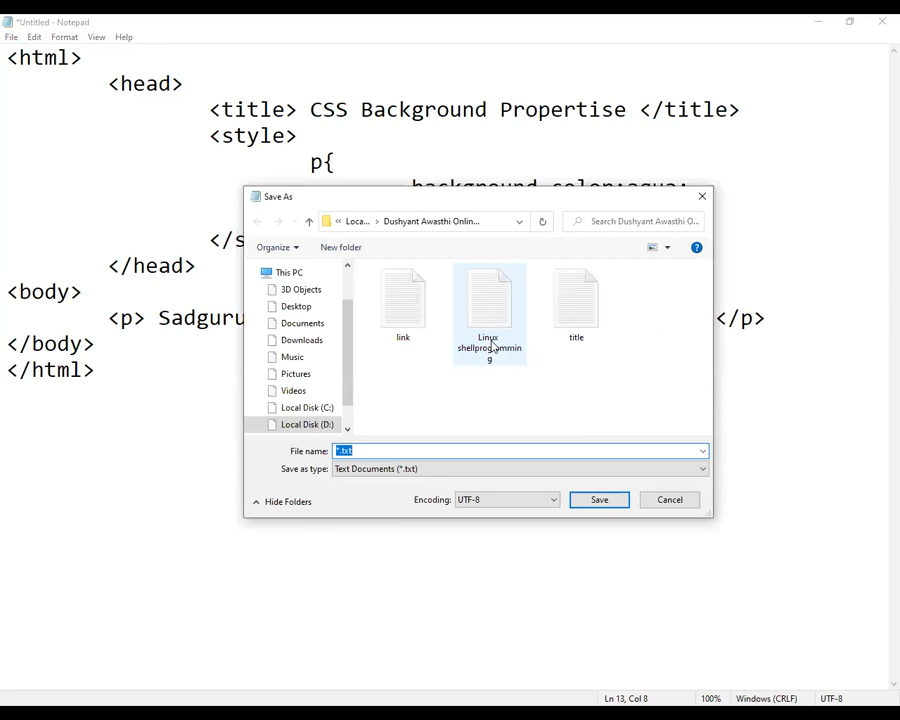 *Untitled - Notepad
File Edit Format View Help
<html>
<head>
<title> CSS Background Propertise </title>
<style>
p{
Save As
Loca... Dushyant Awasthi Onlin... Search Dushyant Awasthi O...
</s
Organize New folder
</head>
This PC
3D Objects
<body>
Desktop
<p> Sadguru </p>
Documents
Downloads
</body>
Music
</html>
Pictures
Videos
Local Disk (C:)
Local Disk (D:)
link
Linux
shellprogrammin
g
title
File name: *.txt
Save as type: Text Documents (*.txt)
Hide Folders Encoding: UTF-8 Save Cancel
Ln 13, Col 8 100% Windows (CRLF) UTF-8